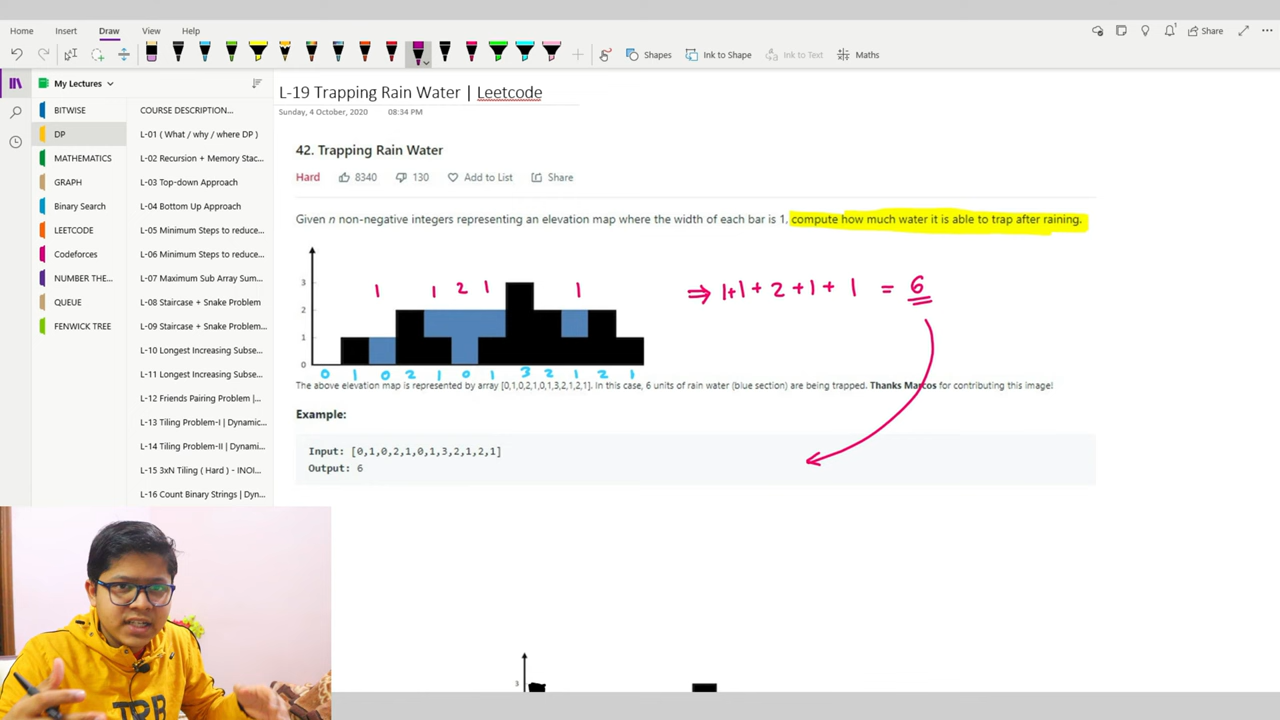 Home Insert Draw View Help
Share
Shapes Ink to Shape Ink to Text Maths
My Lectures
BITWISE
DP
MATHEMATICS
GRAPH
Binary Search
LEETCODE
Codeforces
NUMBER THE...
QUEUE
FENWICK TREE
COURSE DESCRIPTION...
L-01 ( What / why / where DP )
L-02 Recursion + Memory Stac...
L-03 Top-down Approach
L-04 Bottom Up Approach
L-05 Minimum Steps to reduce...
L-06 Minimum Steps to reduce...
L-07 Maximum Sub Array Sum...
L-08 Staircase + Snake Problem
L-09 Staircase + Snake Problem...
L-10 Longest Increasing Subse...
L-11 Longest Increasing Subse...
L-12 Friends Pairing Problem |...
L-13 Tiling Problem-I | Dynamic...
L-14 Tiling Problem-II | Dynami...
L-15 3xN Tiling ( Hard ) - INOI...
L-16 Count Binary Strings | Dyn...
L-19 Trapping Rain Water | Leetcode
Sunday, 4 October, 2020 08:34 PM
42. Trapping Rain Water
Hard 8340 130 Add to List Share
Given n non-negative integers representing an elevation map where the width of each bar is 1, compute how much water it is able to trap after raining.
3
2
1
0
1 1 2 1 1
⇒ 1+1+2+1+1 = 6
0 1 0 2 1 0 1 3 2 1 2 1
The above elevation map is represented by array [0,1,0,2,1,0,1,3,2,1,2,1]. In this case, 6 units of rain water (blue section) are being trapped. Thanks Marcos for contributing this image!
Example:
Input: [0,1,0,2,1,0,1,3,2,1,2,1]
Output: 6
3